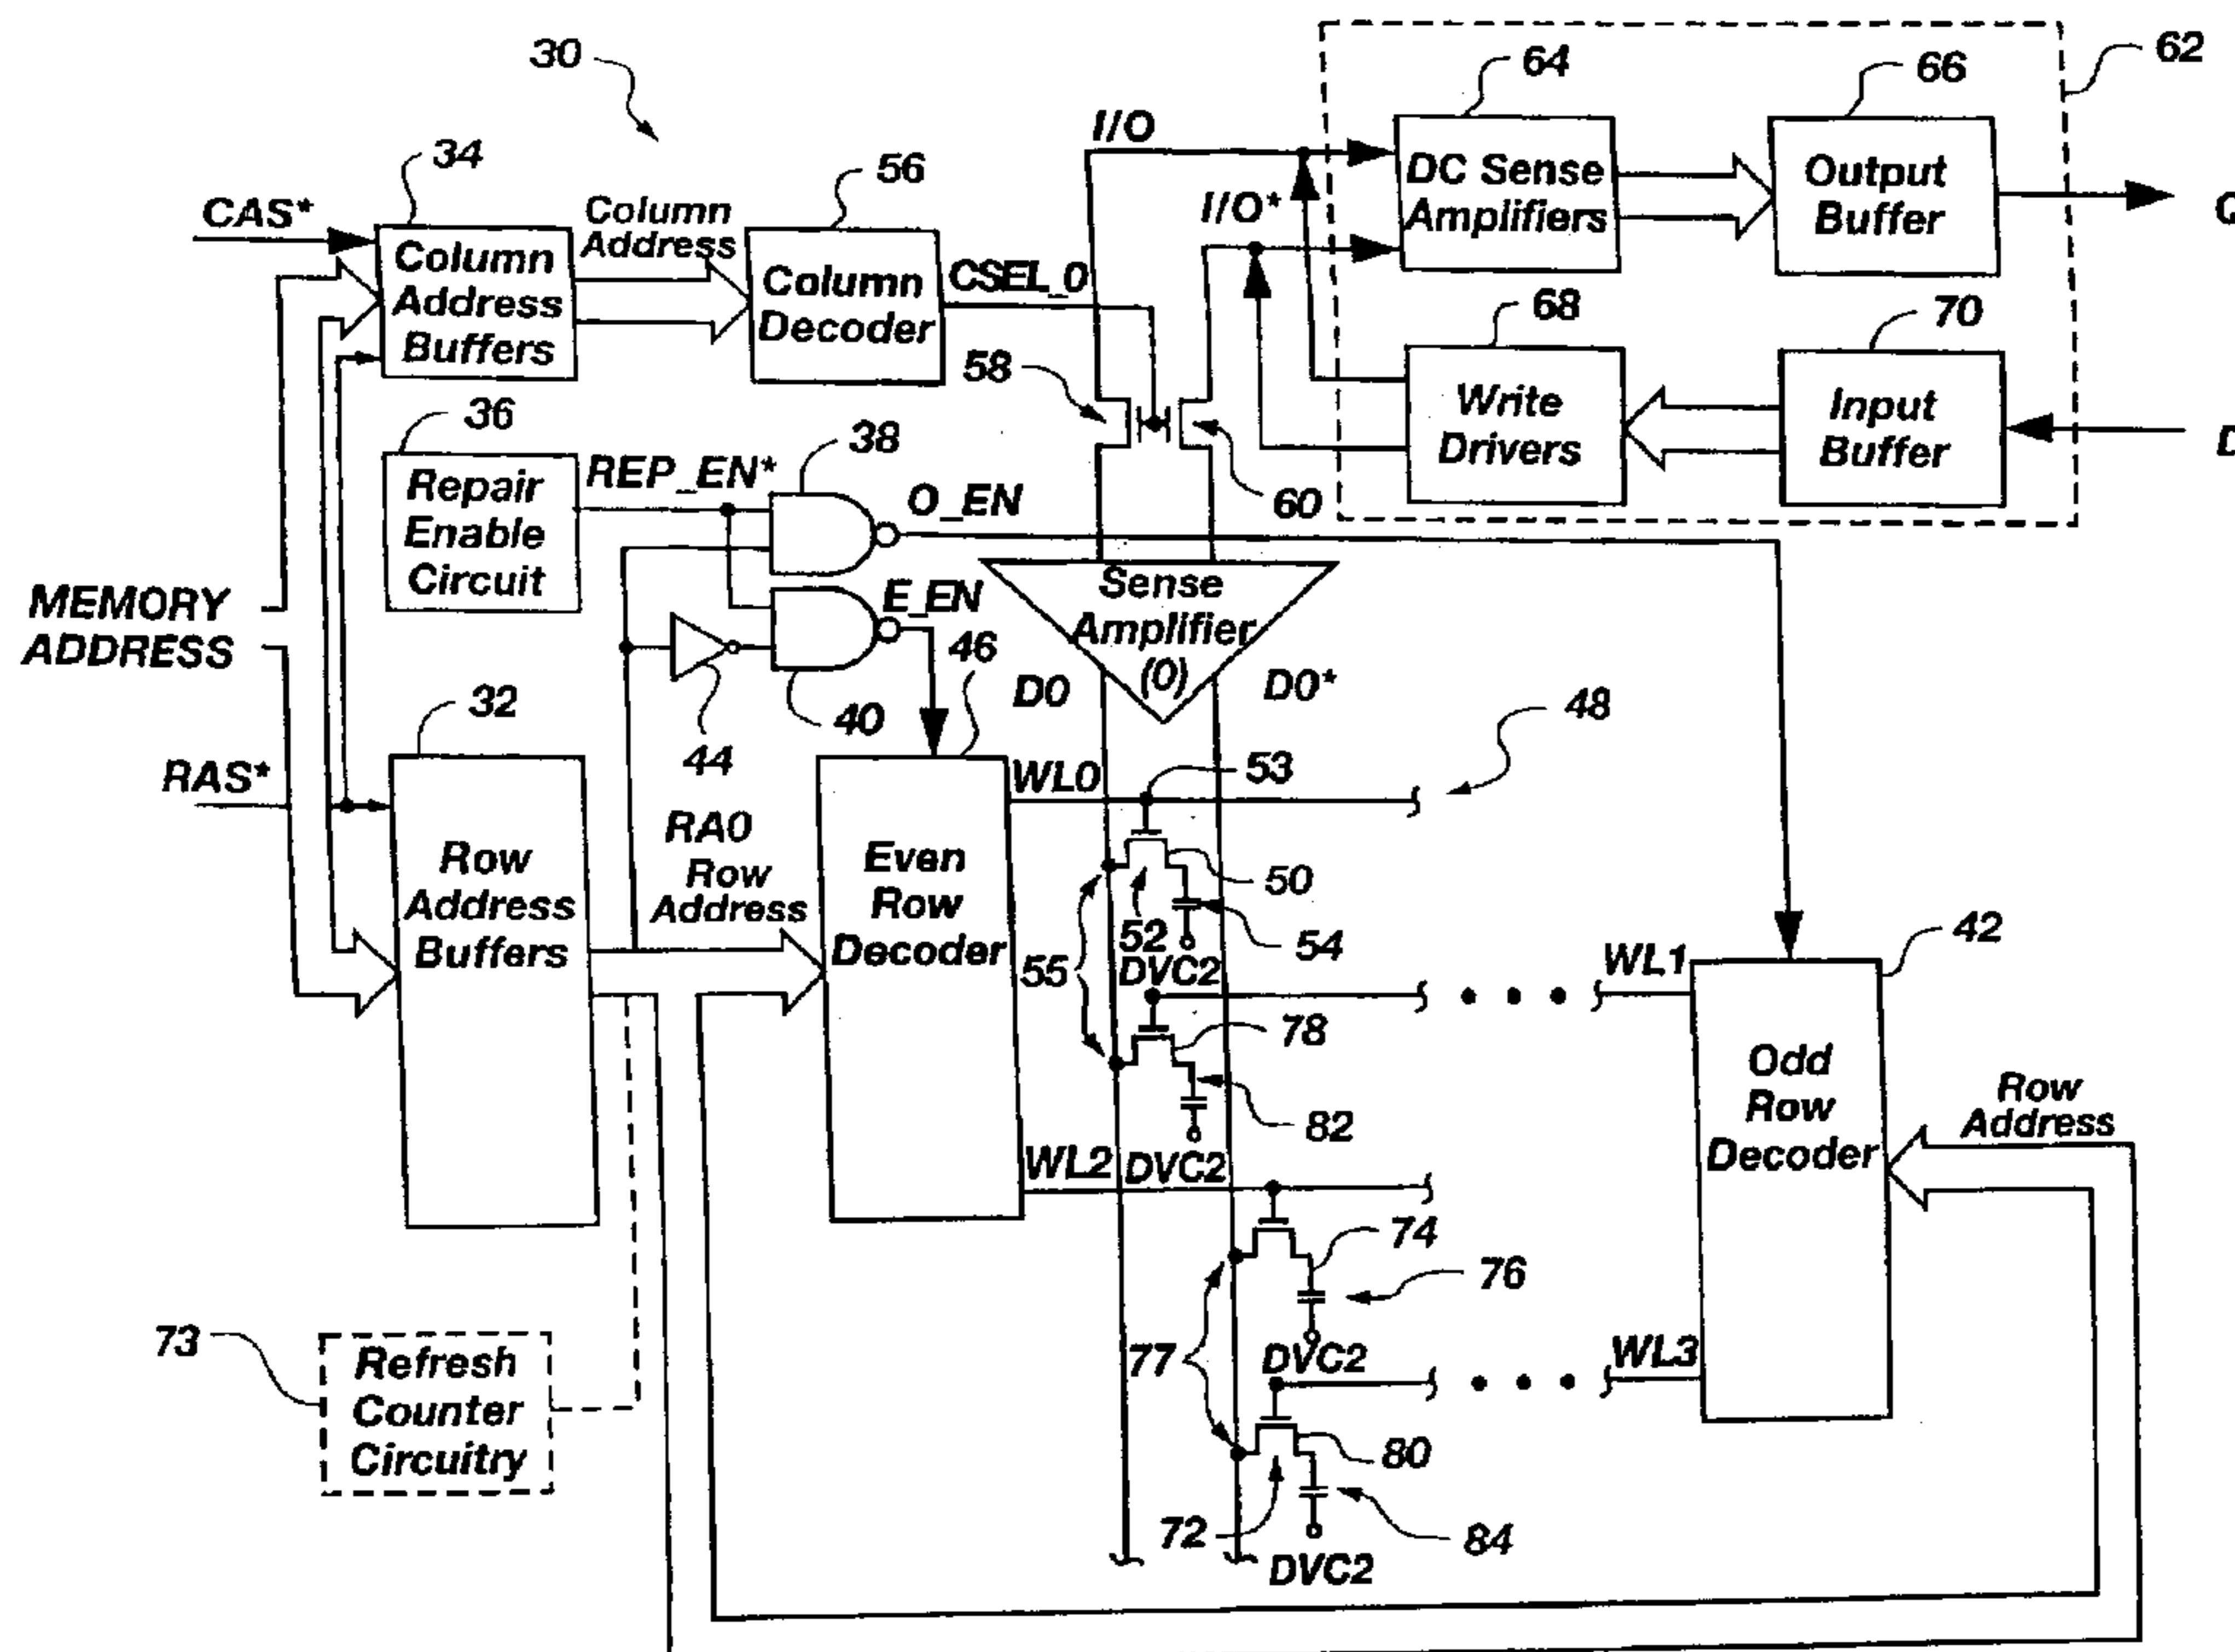 30
62
64
66
I/O
34
DC Sense
Amplifiers
Output
Buffer
56
CAS*
Column
Address
I/O*
Q
Column
Address
Buffers
Column
Decoder
CSEL_0
68
70
58
Write
Drivers
Input
Buffer
D
36
38
REP_EN*
O_EN
60
Repair
Enable
Circuit
Sense
Amplifier
(0)
MEMORY
ADDRESS
E_EN
46
D0
D0*
32
40
44
48
RAS*
WL0
53
RA0
Row
Address
Row
Address
Buffers
Even
Row
Decoder
50
52
54
DVC2
55
42
WL1
78
Odd
Row
Decoder
Row
Address
82
WL2
DVC2
74
76
73
Refresh
Counter
Circuitry
77
DVC2
WL3
80
72
84
DVC2